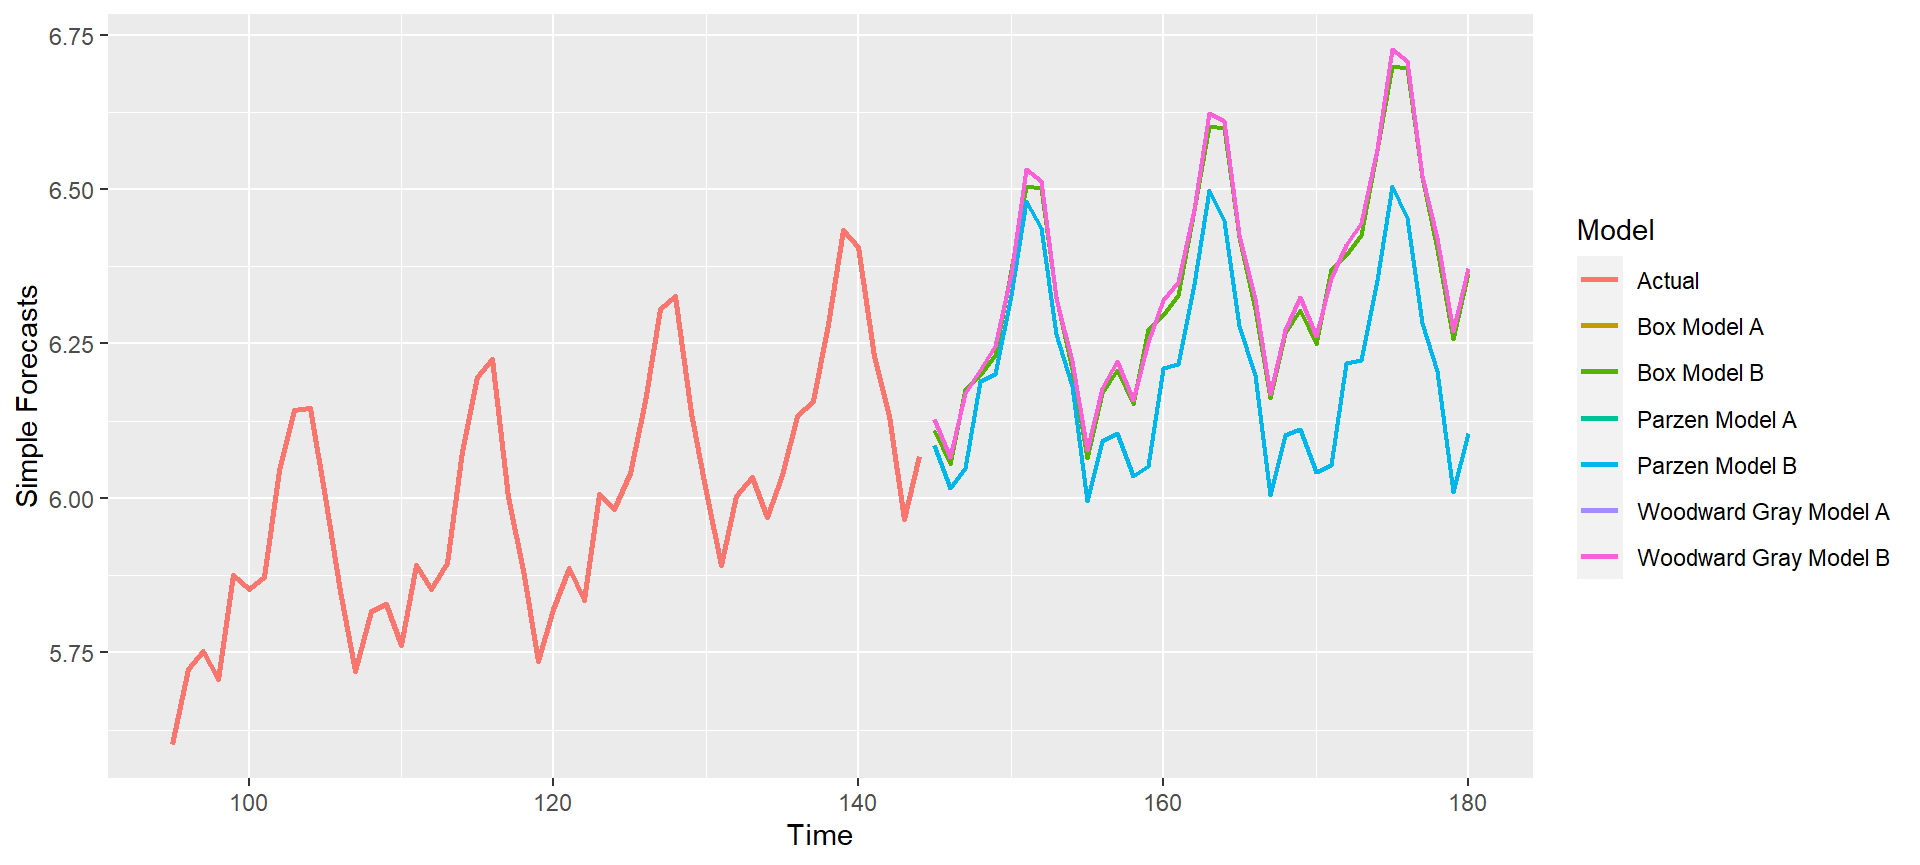 6.75
6.50
6.25
6.00
5.75
Simple Forecasts
100
120
140
160
180
Time
Model
Actual
Box Model A
Box Model B
Parzen Model A
Parzen Model B
Woodward Gray Model A
Woodward Gray Model B